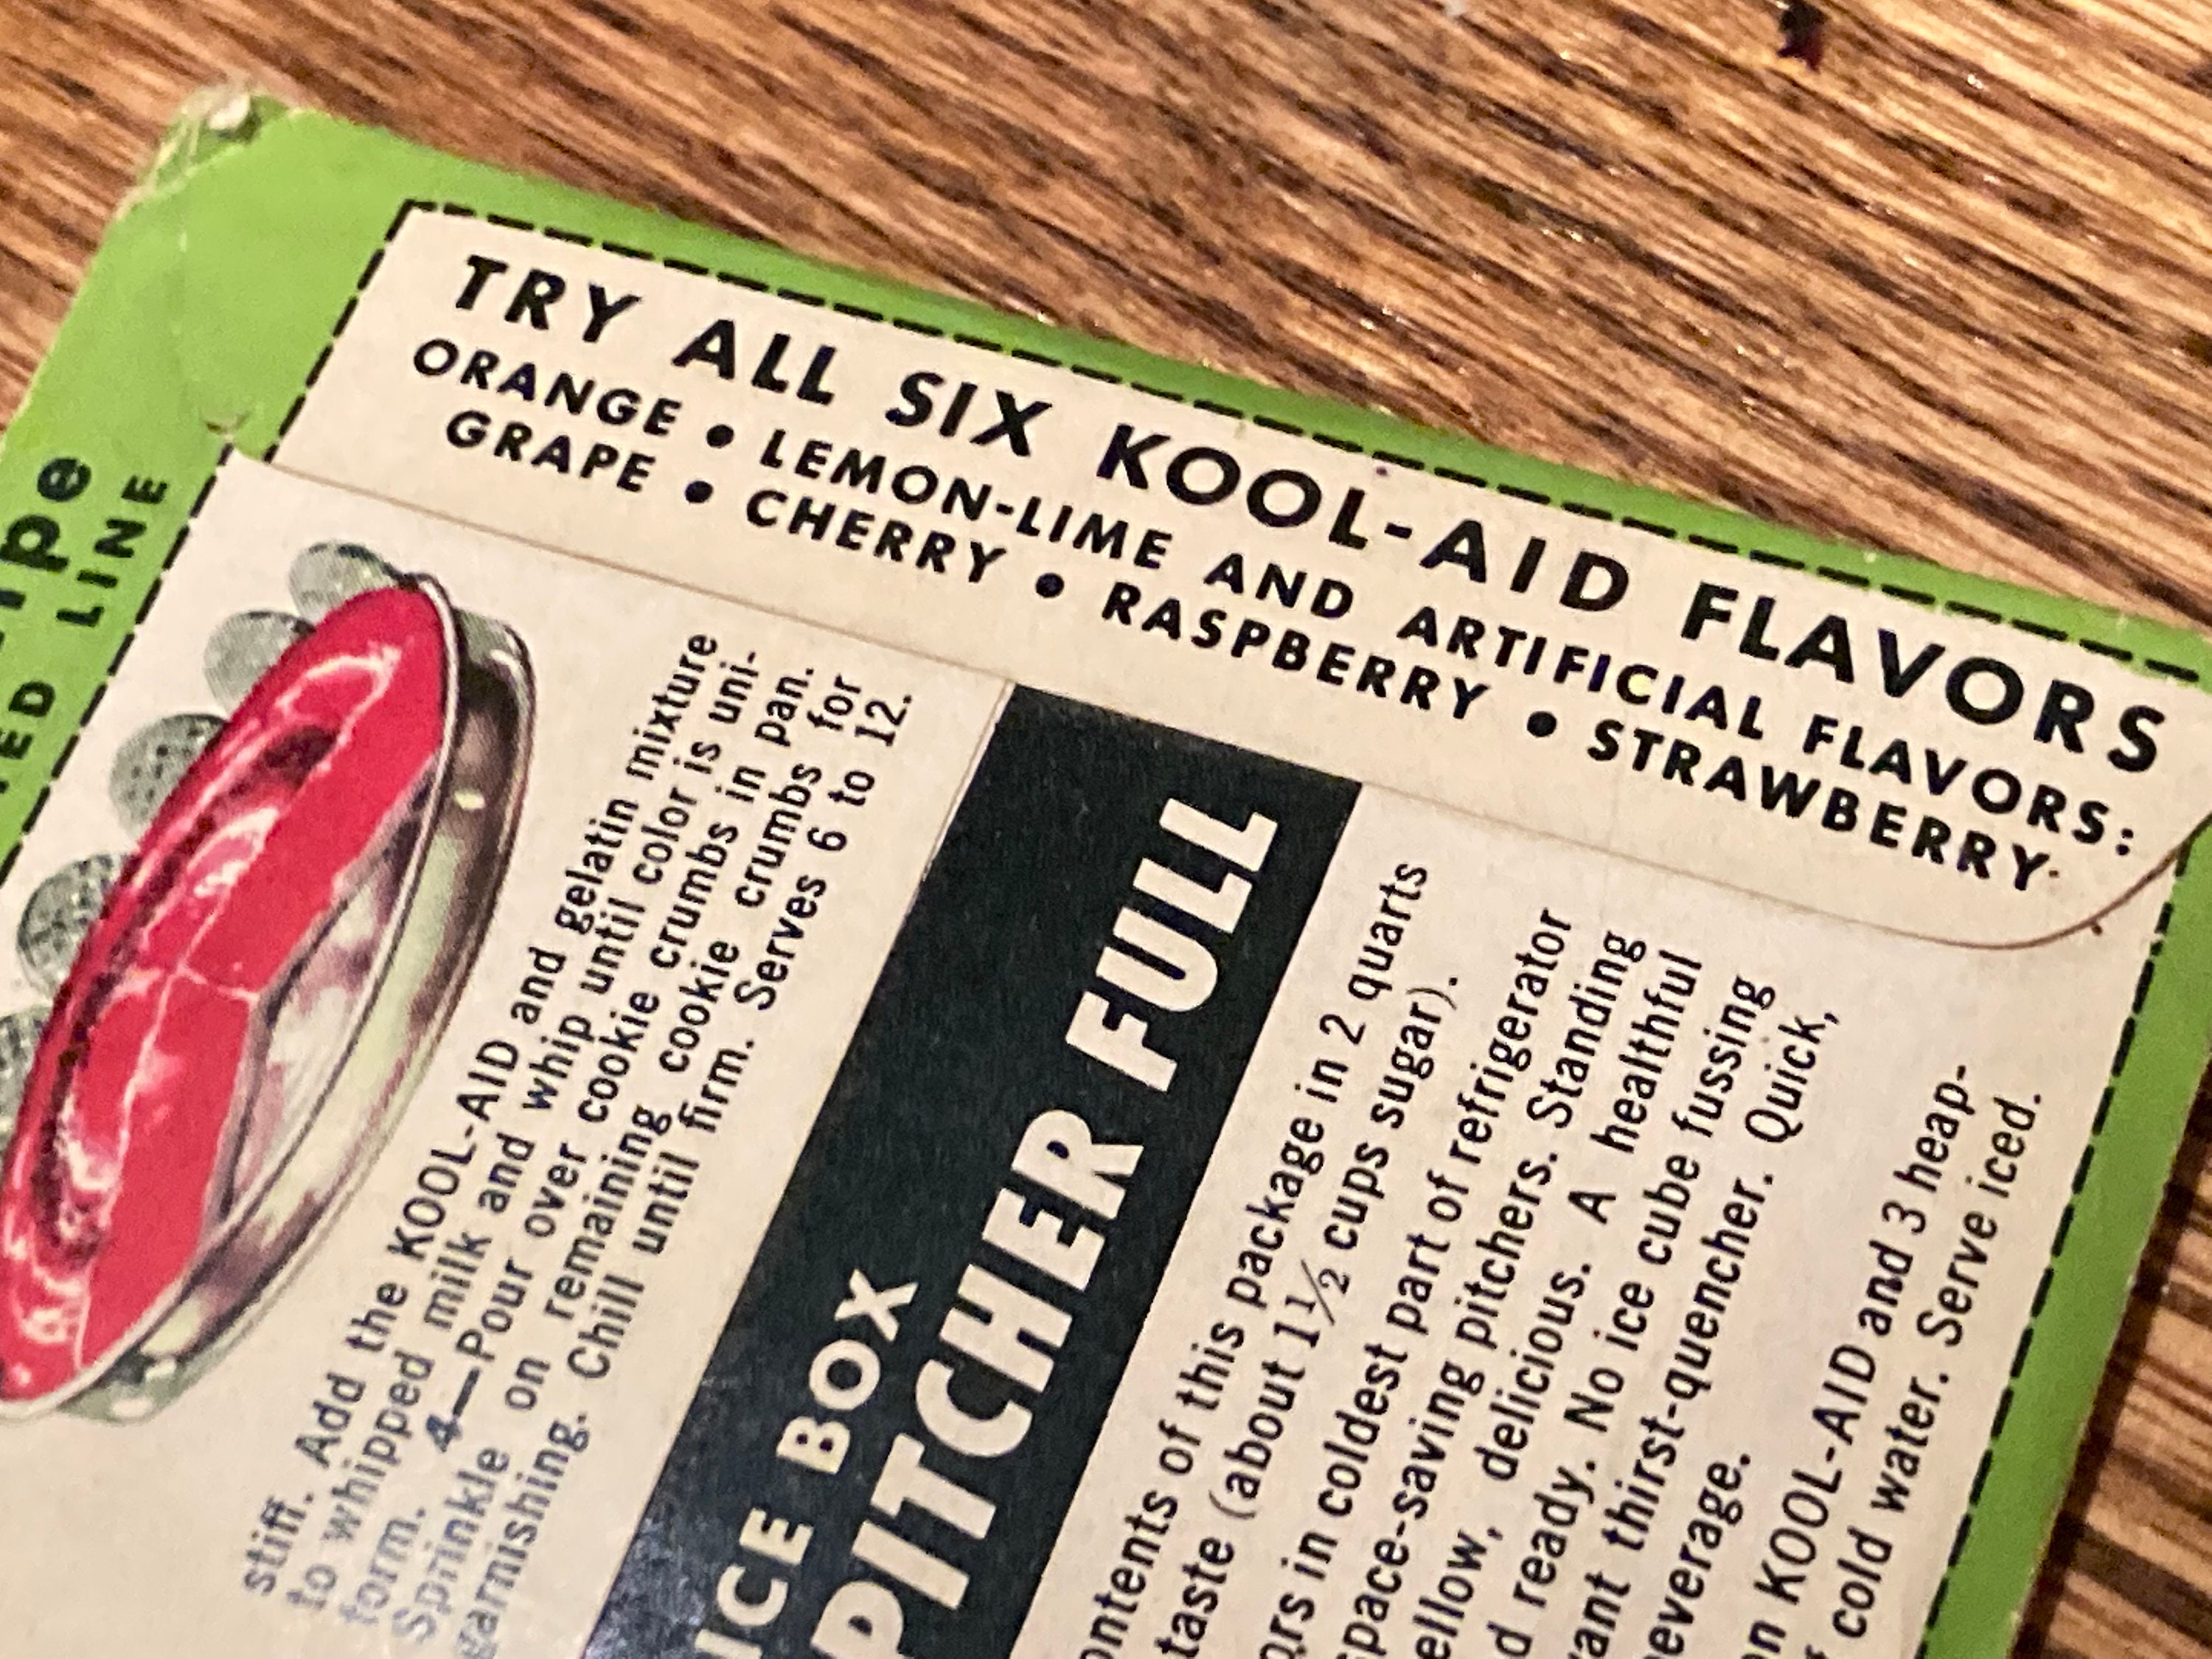 TRY ALL SIX KOOL-AID FLAVORS
ORANGE • LEMON-LIME AND ARTIFICIAL FLAVORS:
GRAPE • CHERRY • RASPBERRY • STRAWBERRY
LINE
stiff. Add the KOOL-AID and gelatin mixture
to whipped milk and whip until color is uni-
form. 4—Pour over cookie crumbs in pan.
Sprinkle on remaining cookie crumbs for
garnishing. Chill until firm. Serves 6 to 12.
ICE BOX
PITCHER FULL
of this package in 2 quarts
taste (about 1½ cups sugar).
in coldest part of refrigerator
space-saving pitchers. Standing
delicious. A healthful
ready. No ice cube fussing
thirst-quencher. Quick,
beverage.
KOOL-AID and 3 heap-
cold water. Serve iced.